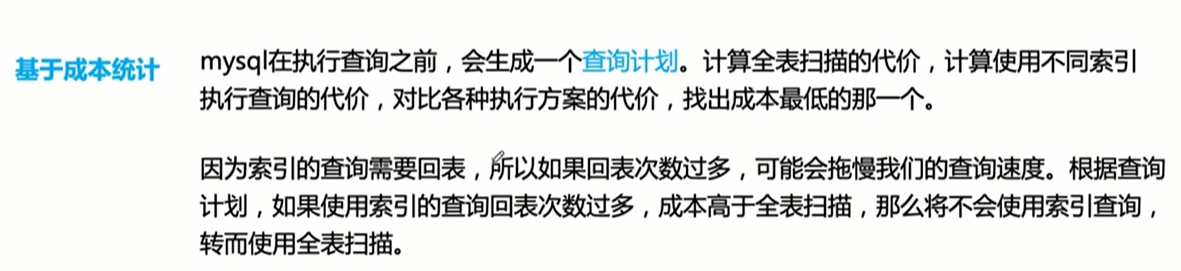 基于成本统计
mysql在执行查询之前，会生成一个查询计划。计算全表扫描的代价，计算使用不同索引
执行查询的代价，对比各种执行方案的代价，找出成本最低的那一个。
因为索引的查询需要回表，所以如果回表次数过多，可能会拖慢我们的查询速度。根据查询
计划，如果使用索引的查询回表次数过多，成本高于全表扫描，那么将不会使用索引查询，
转而使用全表扫描。